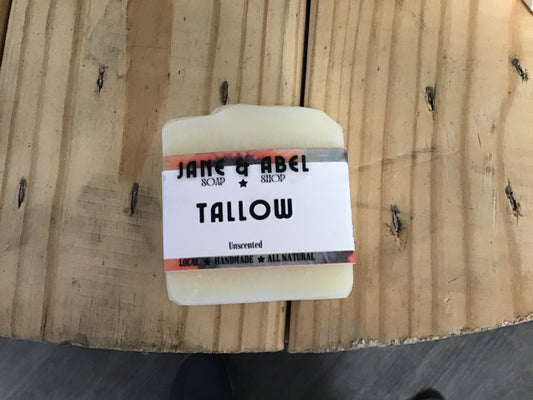 JANE & ABEL
SOAP ★ SHOP
TALLOW
Unscented
LOCAL ★ HANDMADE ★ ALL NATURAL